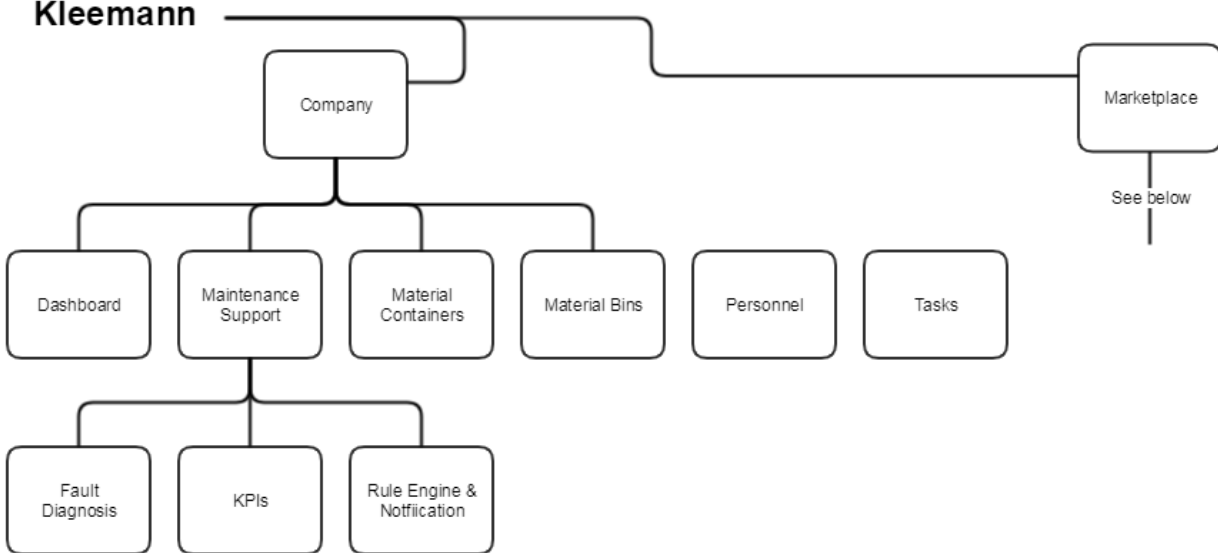 Kleemann
Company
Marketplace
See below
Dashboard
Maintenance
Support
Material
Containers
Material Bins
Personnel
Tasks
Fault
Diagnosis
KPIs
Rule Engine &
Notfiication